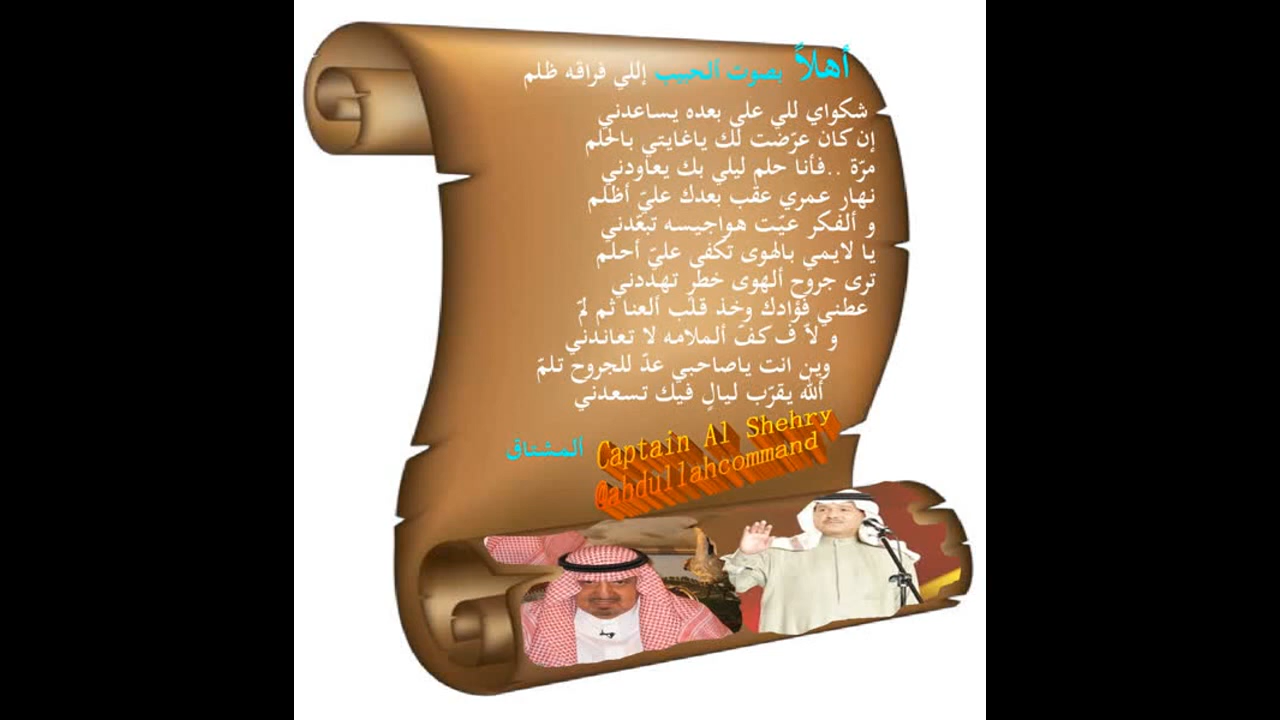 أهلاً بصوت ألحبيب إللي فراقه ظلم
شكواي للي على بعده يساعدني
إن كان عرّضت لك ياغايتي بالحلم
مرّة ..فأنا حلم ليلي بك يعاودني
نهار عمري عقب بعدك عليّ أظلم
و ألفكر عيّت هواجيسه تبعّدني
يا لايمي بالهوى تكفى عليّ أحلم
ترى جروح ألهوى خطرٍ تهددني
عطني فؤادك وخذ قلب ألعنا ثم لمّ
و لاّ ف كفّ ألملامه لا تعاندني
وين انت ياصاحبي عدّ للجروح تلمّ
ألله يقرّب ليالٍ فيك تسعدني
ألمشتاق Captain Al Shehry
@abdullahcommand